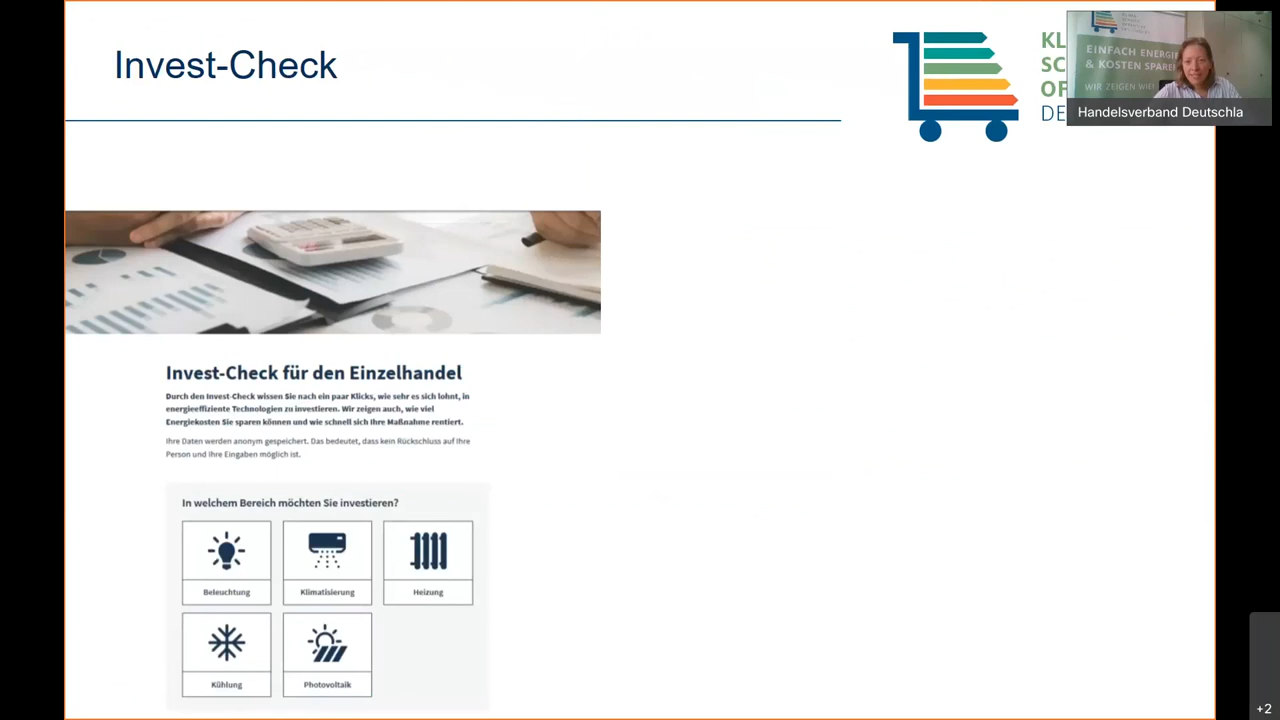 Invest-Check
KL
SC
OP
DE
EINFACH ENERGIE
& KOSTEN SPAREN
WIR ZEIGEN WIE!
Handelsverband Deutschla
Invest-Check für den Einzelhandel
Durch den Invest-Check wissen Sie nach ein paar Klicks, wie sehr es sich lohnt, in
energieeffiziente Technologien zu investieren. Wir zeigen auch, wie viel
Energiekosten Sie sparen können und wie schnell sich Ihre Maßnahme rentiert.
Ihre Daten werden anonym gespeichert. Das bedeutet, dass kein Rückschluss auf Ihre
Person und Ihre Eingaben möglich ist.
In welchem Bereich möchten Sie investieren?
Beleuchtung
Klimatisierung
Heizung
Kühlung
Photovoltaik
+2